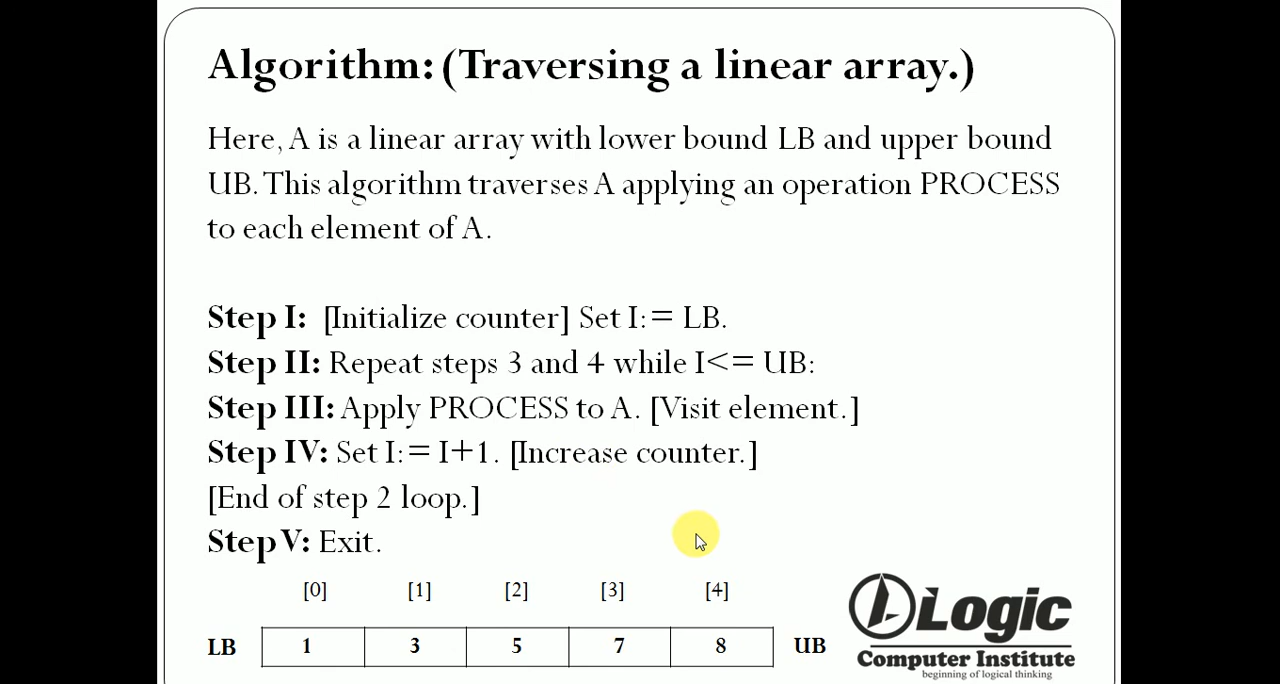 Algorithm: (Traversing a linear array.)
Here, A is a linear array with lower bound LB and upper bound
UB. This algorithm traverses A applying an operation PROCESS
to each element of A.
Step I: [Initialize counter] Set I:= LB.
Step II: Repeat steps 3 and 4 while I<= UB:
Step III: Apply PROCESS to A. [Visit element.]
Step IV: Set I:= I+1. [Increase counter.]
[End of step 2 loop.]
Step V: Exit.
[0] [1] [2] [3] [4]
LB 1 3 5 7 8 UB
Logic
Computer Institute
beginning of logical thinking